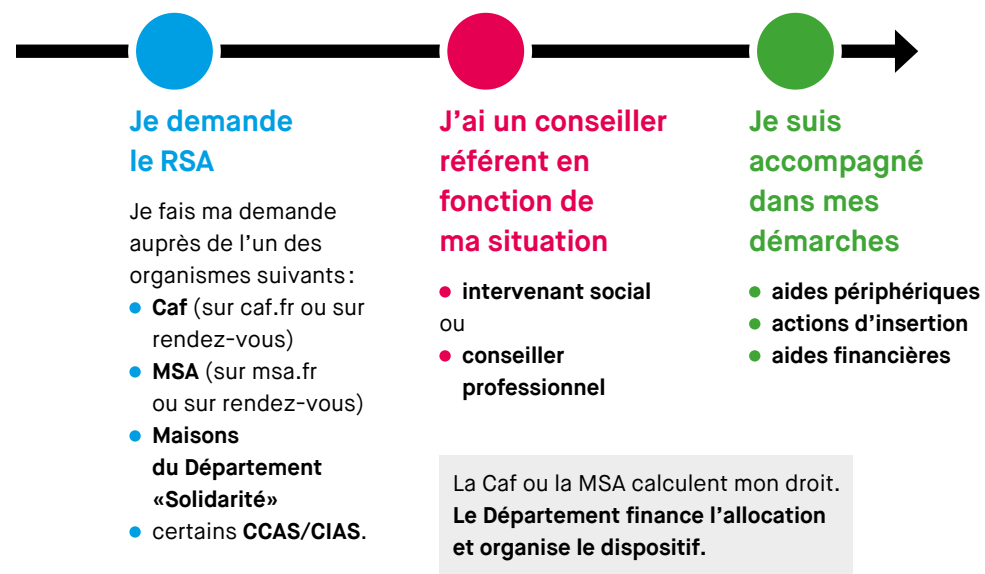 Je demande
le RSA
Je fais ma demande
auprès de l'un des
organismes suivants :
• Caf (sur caf.fr ou sur
rendez-vous)
• MSA (sur msa.fr
ou sur rendez-vous)
• Maisons
du Département
«Solidarité»
• certains CCAS/CIAS.
J'ai un conseiller
référent en
fonction de
ma situation
• intervenant social
ou
• conseiller
professionnel
Je suis
accompagné
dans mes
démarches
• aides périphériques
• actions d'insertion
• aides financières
La Caf ou la MSA calculent mon droit.
Le Département finance l'allocation
et organise le dispositif.